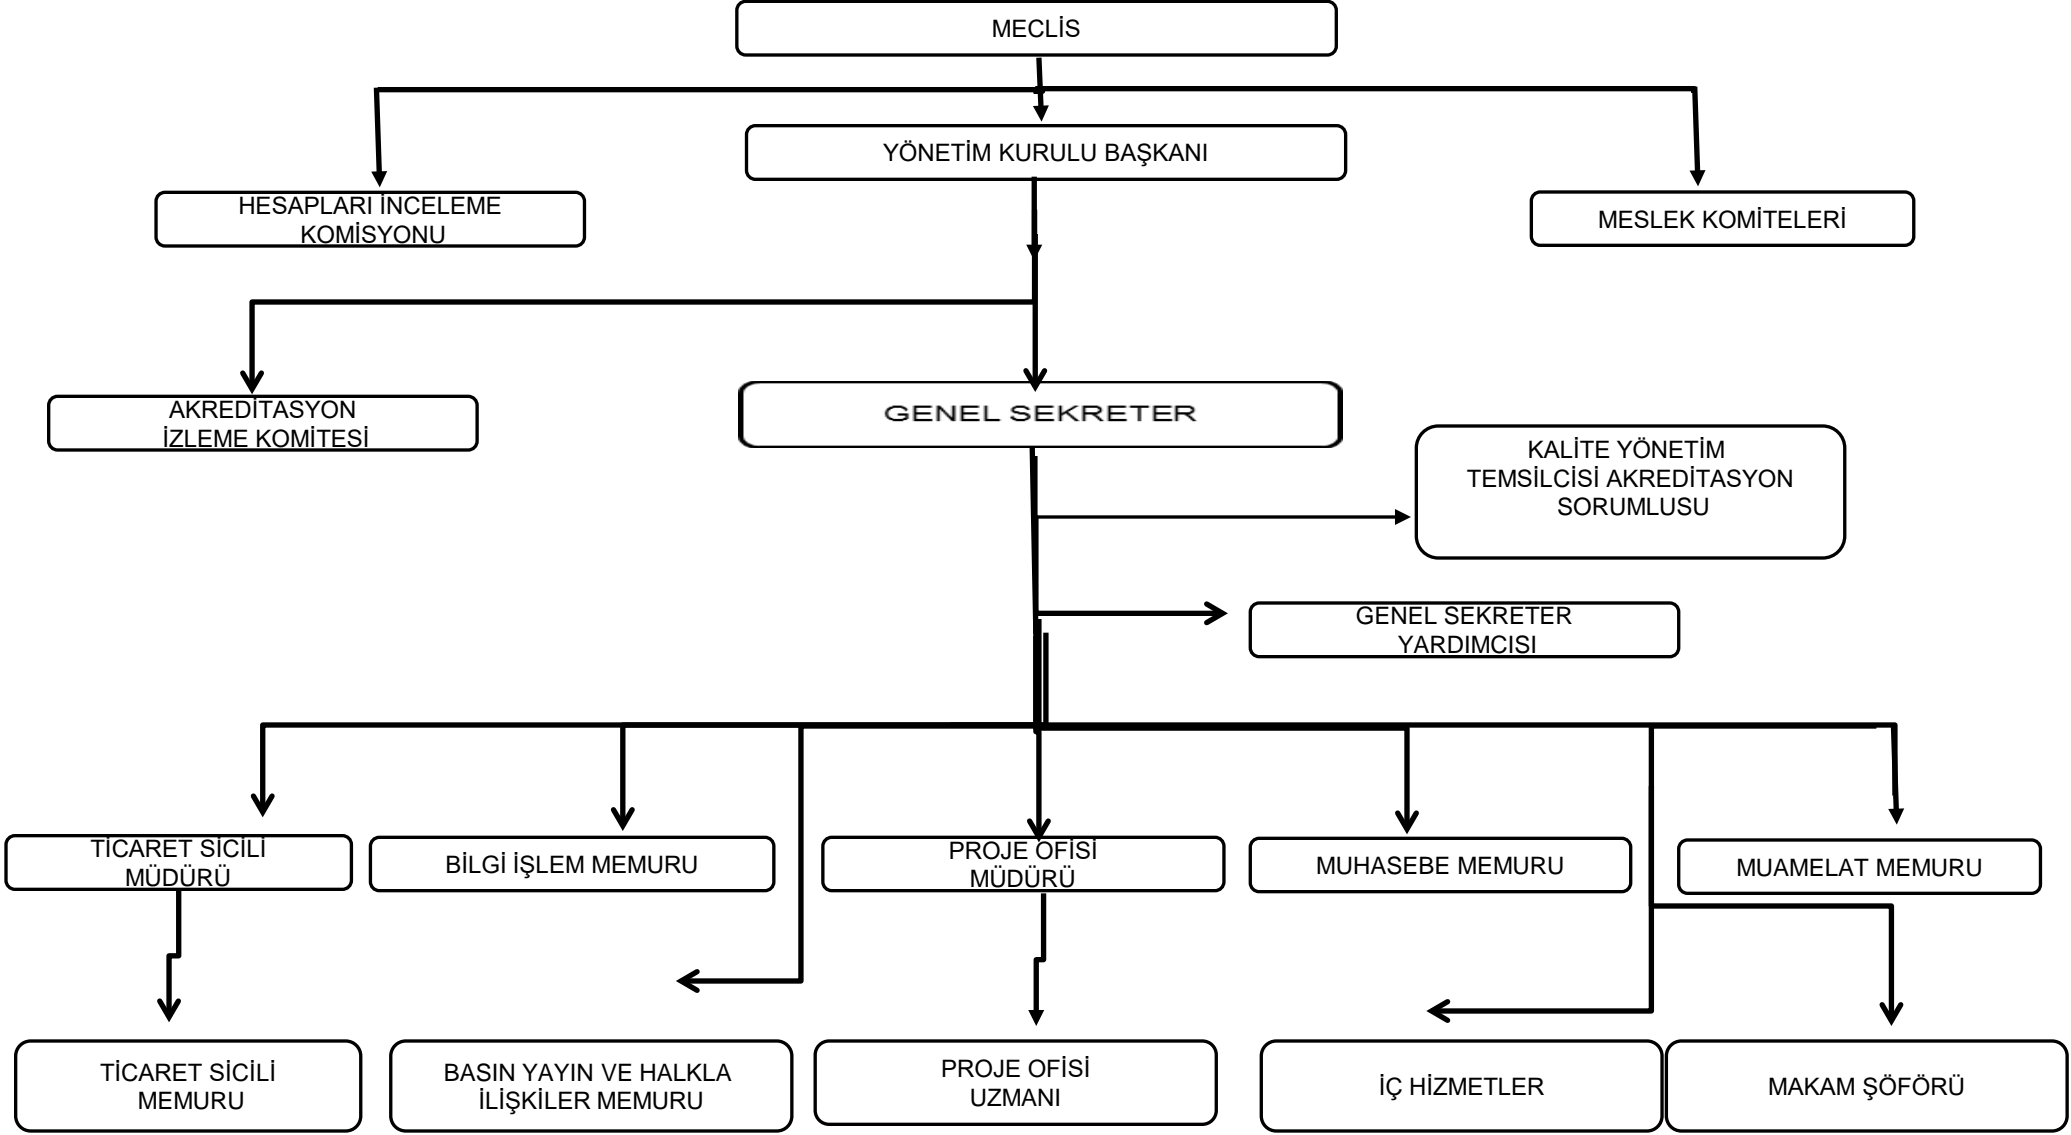 MECLİS
YÖNETİM KURULU BAŞKANI
HESAPLARI İNCELEME
KOMİSYONU
MESLEK KOMİTELERİ
AKREDİTASYON
İZLEME KOMİTESİ
GENEL SEKRETER
KALİTE YÖNETİM
TEMSİLCİSİ AKREDİTASYON
SORUMLUSU
GENEL SEKRETER
YARDIMCISI
TİCARET SİCİLİ
MÜDÜRÜ
BİLGİ İŞLEM MEMURU
PROJE OFİSİ
MÜDÜRÜ
MUHASEBE MEMURU
MUAMELAT MEMURU
TİCARET SİCİLİ
MEMURU
BASIN YAYIN VE HALKLA
İLİŞKİLER MEMURU
PROJE OFİSİ
UZMANI
İÇ HİZMETLER
MAKAM ŞÖFÖRÜ